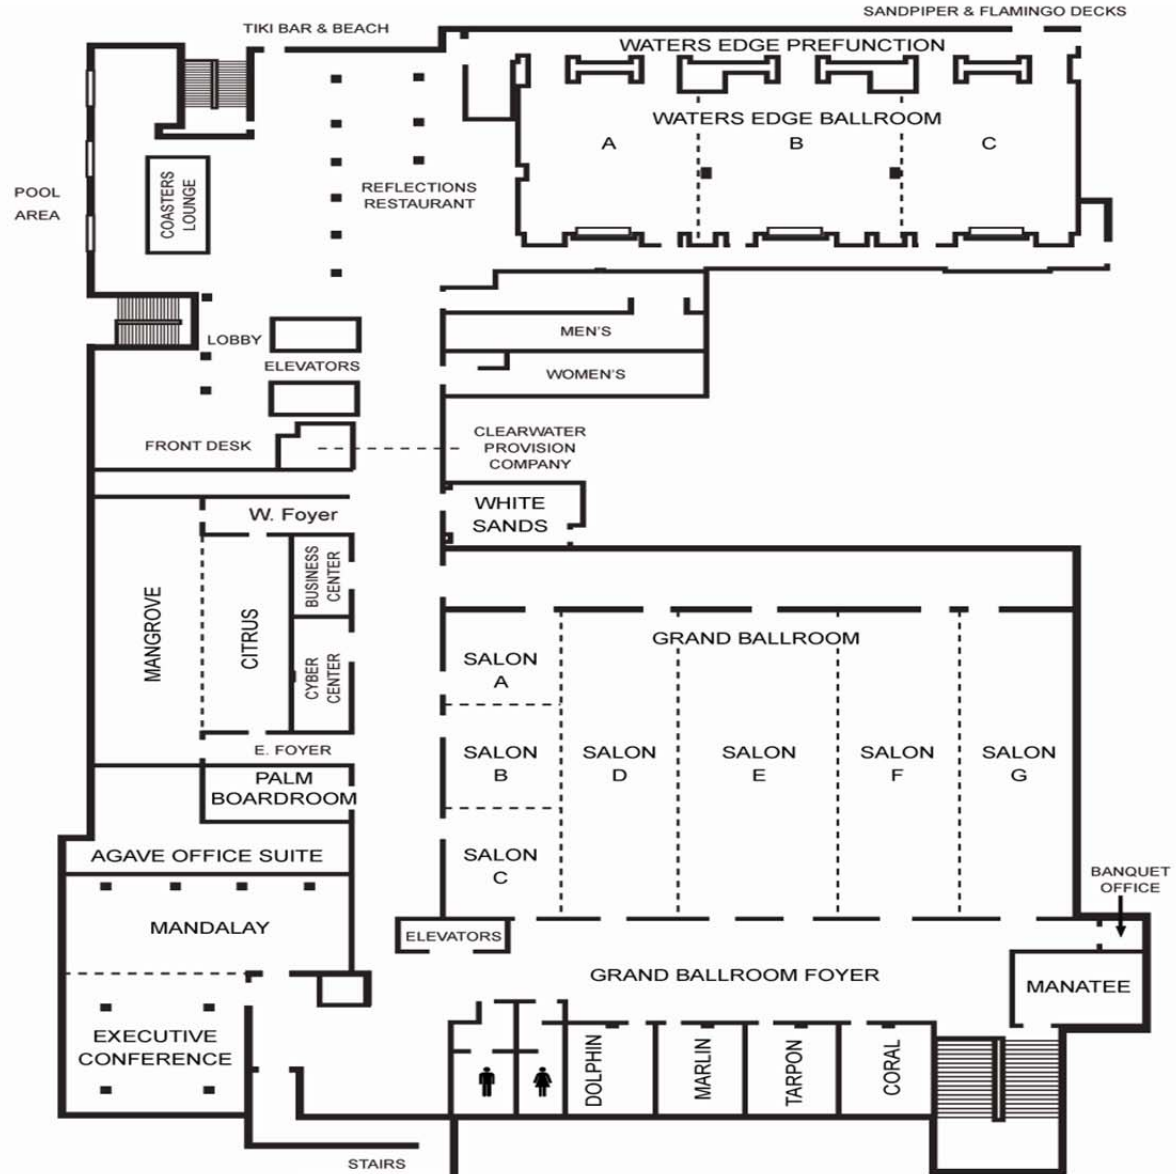 SANDPIPER & FLAMINGO DECKS
TIKI BAR & BEACH
WATERS EDGE PREFUNCTION
WATERS EDGE BALLROOM
A
B
C
POOL
AREA
COASTERS
LOUNGE
REFLECTIONS
RESTAURANT
MEN'S
LOBBY
ELEVATORS
WOMEN'S
FRONT DESK
CLEARWATER
PROVISION
COMPANY
WHITE
SANDS
W. Foyer
BUSINESS
CENTER
MANGROVE
CITRUS
CYBER
CENTER
E. FOYER
GRAND BALLROOM
SALON
A
SALON
B
SALON
C
SALON
D
SALON
E
SALON
F
SALON
G
PALM
BOARDROOM
AGAVE OFFICE SUITE
MANDALAY
BANQUET
OFFICE
ELEVATORS
GRAND BALLROOM FOYER
MANATEE
EXECUTIVE
CONFERENCE
DOLPHIN
MARLIN
TARPON
CORAL
STAIRS